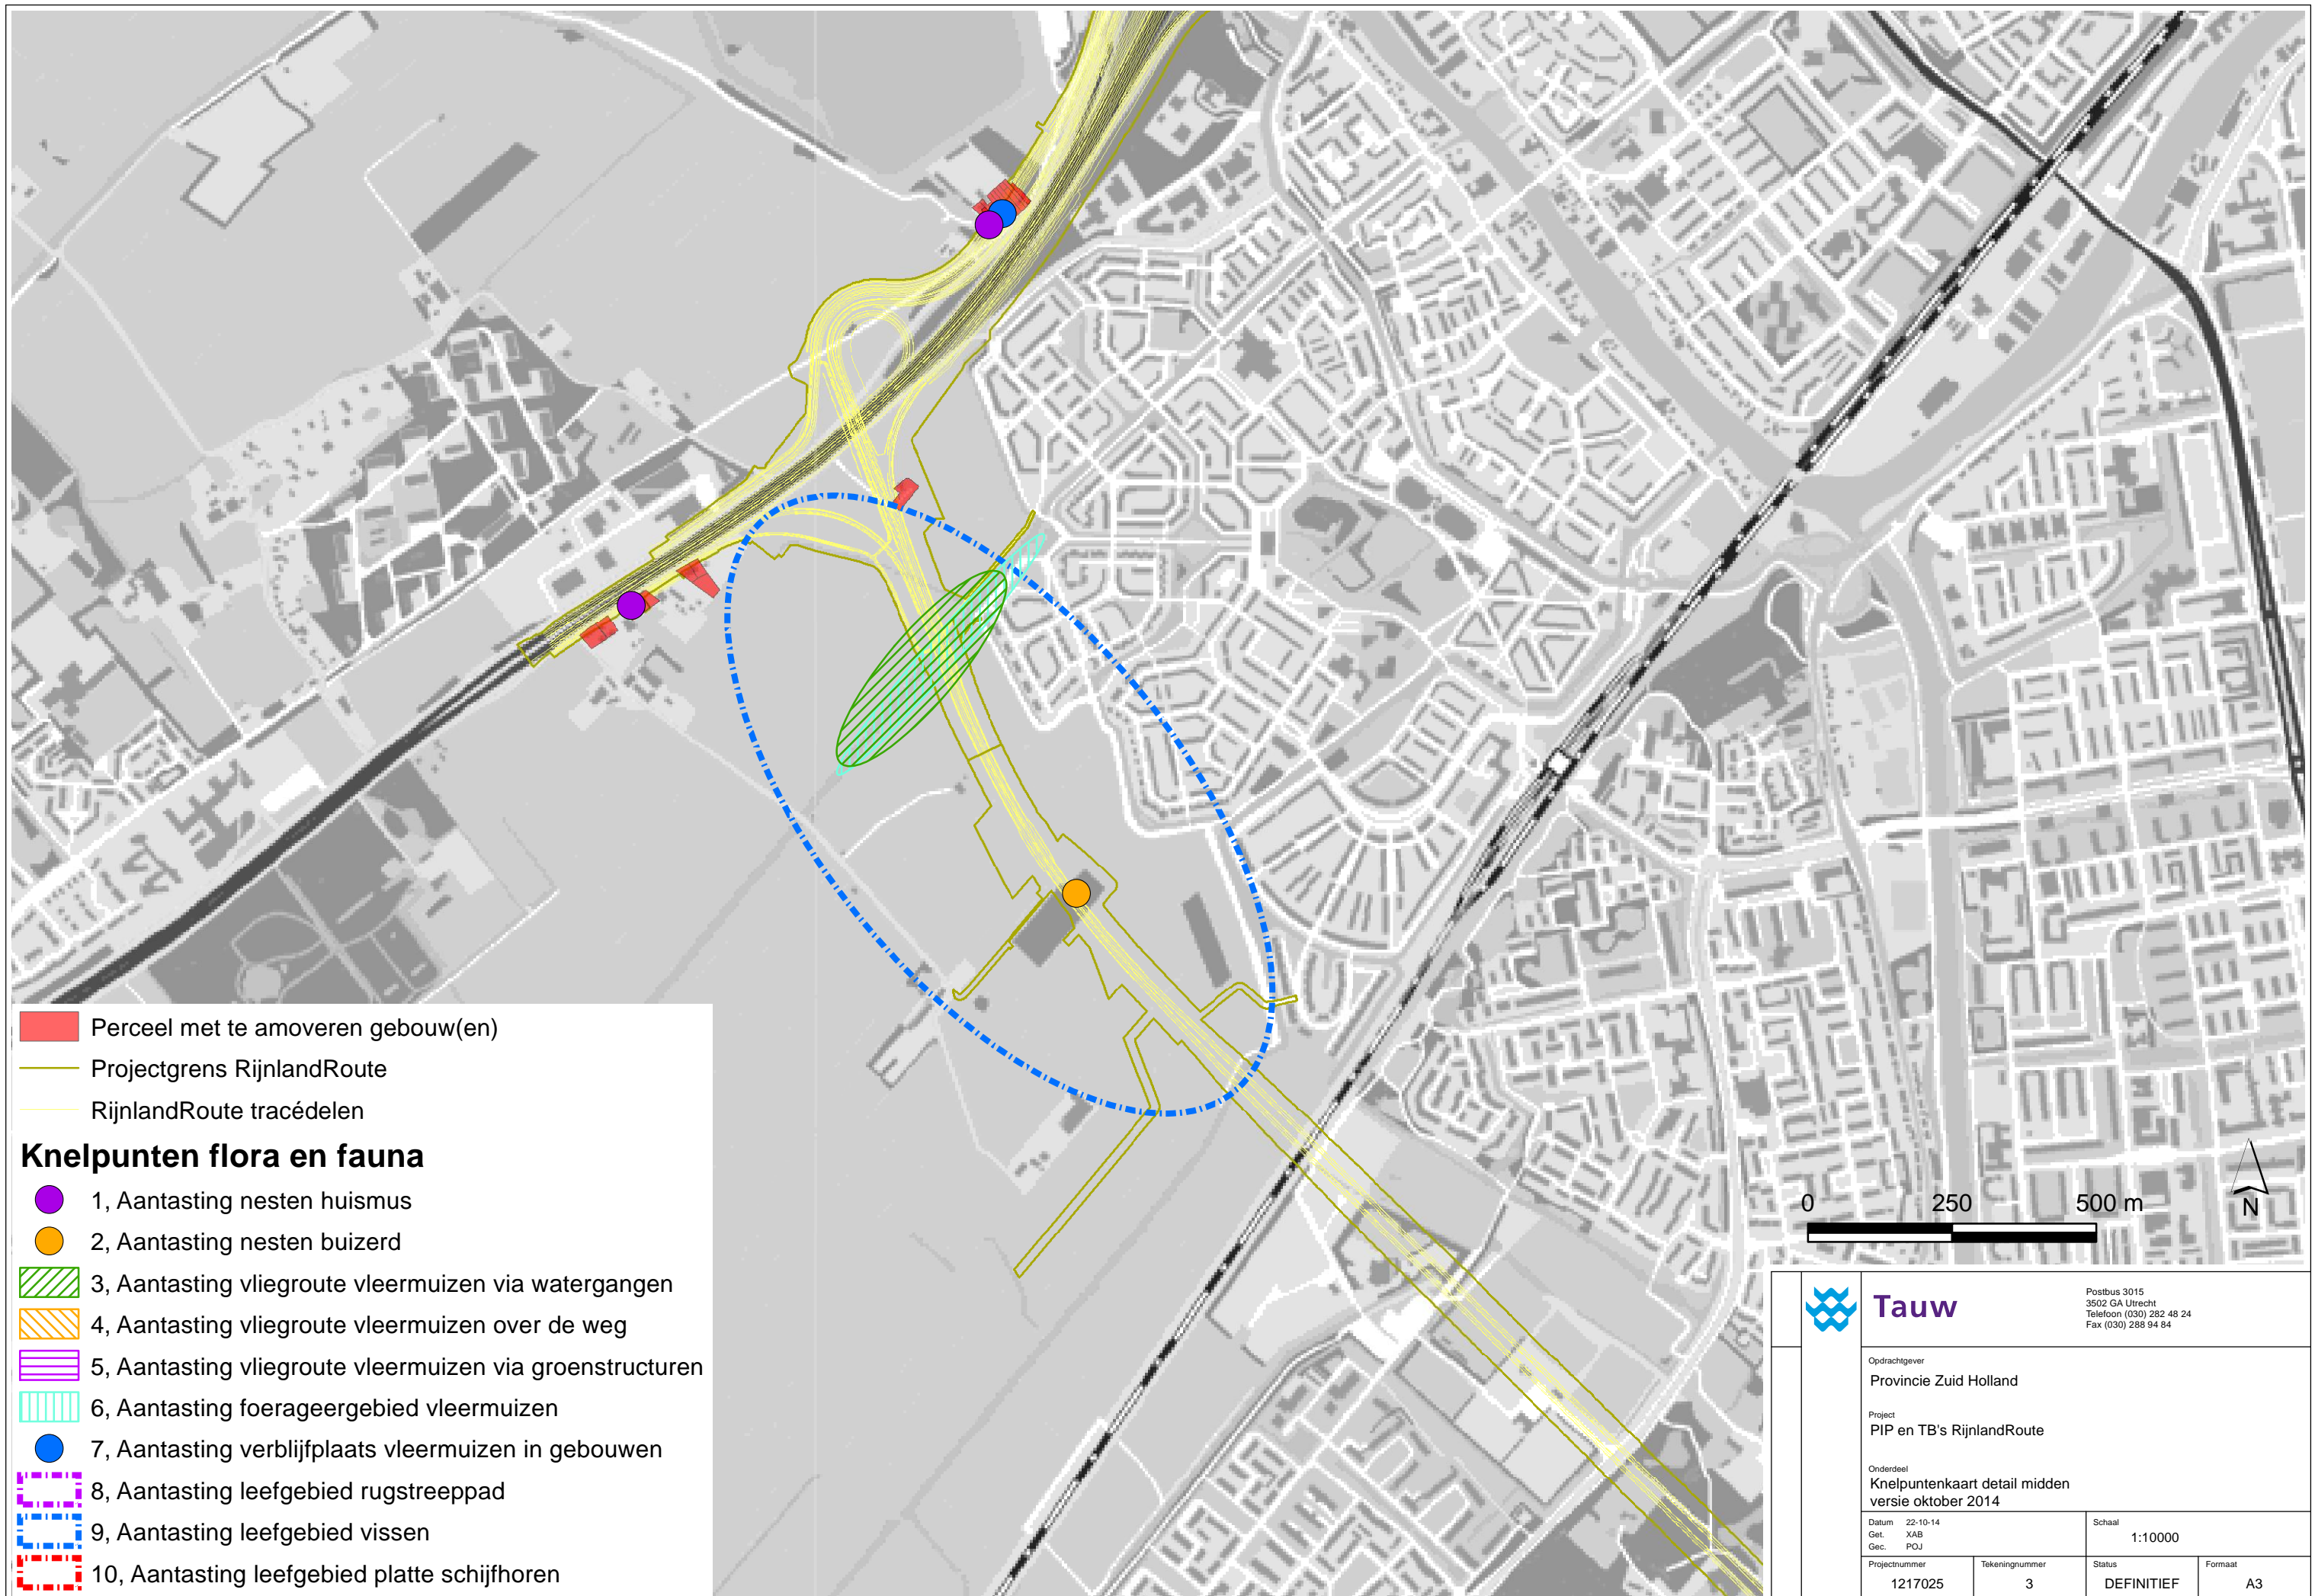 Perceel met te amoveren gebouw(en)
Projectgrens RijnlandRoute
RijnlandRoute tracédelen
Knelpunten flora en fauna
1, Aantasting nesten huismus
2, Aantasting nesten buizerd
3, Aantasting vliegroute vleermuizen via watergangen
4, Aantasting vliegroute vleermuizen over de weg
5, Aantasting vliegroute vleermuizen via groenstructuren
6, Aantasting foerageergebied vleermuizen
7, Aantasting verblijfplaats vleermuizen in gebouwen
8, Aantasting leefgebied rugstreeppad
9, Aantasting leefgebied vissen
10, Aantasting leefgebied platte schijfhoren
0 250 500 m
N
Tauw
Postbus 3015
3502 GA Utrecht
Telefoon (030) 282 48 24
Fax (030) 288 94 84
Opdrachtgever
Provincie Zuid Holland
Project
PIP en TB's RijnlandRoute
Onderdeel
Knelpuntenkaart detail midden
versie oktober 2014
Datum 22-10-14
Get. XAB
Gec. POJ
Schaal
1:10000
Projectnummer
1217025
Tekeningnummer
3
Status
DEFINITIEF
Formaat
A3